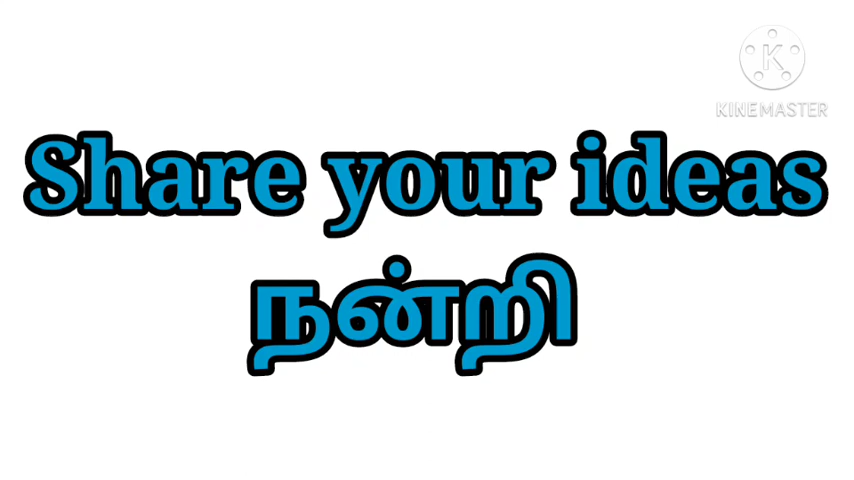 KINEMASTER
Share your ideas
நன்றி